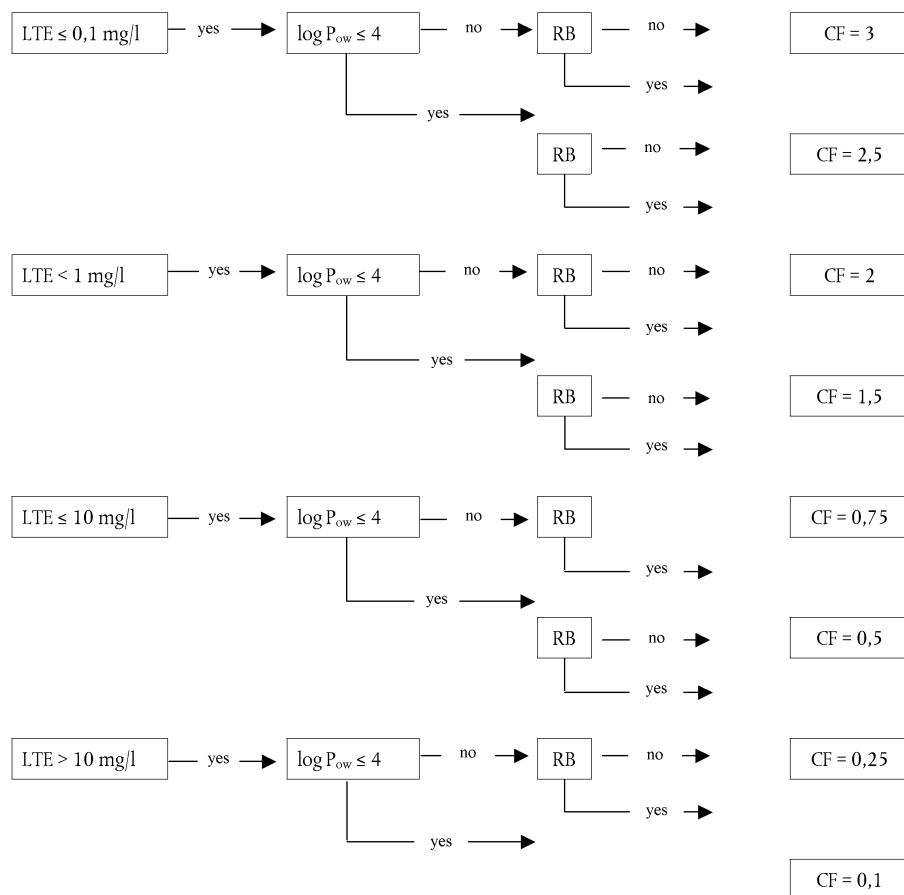 LTE ≤ 0,1 mg/l yes log Pow ≤ 4 no RB no CF = 3
yes
yes
RB no CF = 2,5
yes
LTE < 1 mg/l yes log Pow ≤ 4 no RB no CF = 2
yes
yes
RB no CF = 1,5
yes
LTE ≤ 10 mg/l yes log Pow ≤ 4 no RB CF = 0,75
yes
yes
RB no CF = 0,5
yes
LTE > 10 mg/l yes log Pow ≤ 4 no RB no CF = 0,25
yes
yes
CF = 0,1